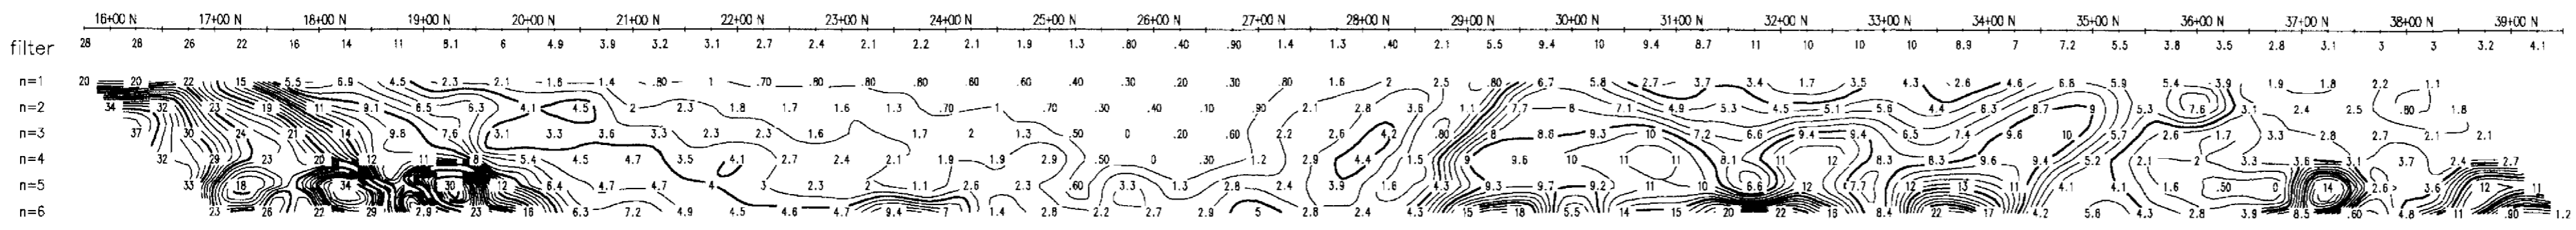 16+00 N 17+00 N 18+00 N 19+00 N 20+00 N 21+00 N 22+00 N 23+00 N 24+00 N 25+00 N 26+00 N 27+00 N 28+00 N 29+00 N 30+00 N 31+00 N 32+00 N 33+00 N 34+00 N 35+00 N 36+00 N 37+00 N 38+00 N 39+00 N
filter 28 28 26 22 16 14 11 8.1 6 4.9 3.9 3.2 3.1 2.7 2.4 2.1 2.2 2.1 1.9 1.3 .80 .40 .90 1.4 1.3 .40 2.1 5.5 9.4 10 9.4 8.7 11 10 10 10 8.9 7 7.2 5.5 3.8 3.5 2.8 3.1 3 3 3.2 4.1
n=1 20 20 22 15 5.5 6.9 4.5 2.3 2.1 1.8 1.4 .80 1 .70 .80 .80 .80 .60 .60 .40 .30 .20 .30 .80 1.6 2 2.5 .80 6.7 5.8 2.7 3.7 3.4 1.7 3.5 4.3 2.6 4.6 6.6 5.9 5.4 3.9 1.9 1.8 2.2 1.1
n=2 34 32 23 19 11 9.1 6.5 6.3 4.1 4.5 2 2.3 1.8 1.7 1.6 1.3 .70 1 .70 .30 .40 .10 .90 2.1 2.8 3.6 1.1 7.7 8 7.1 4.9 5.3 4.5 5.1 5.6 4.4 6.3 8.7 9 5.3 7.6 3.1 2.4 2.5 .80 1.8
n=3 37 30 24 21 14 9.8 7.6 3.1 3.3 3.6 3.3 2.3 2.3 1.6 1.7 2 1.3 .50 0 .20 .60 2.2 2.6 4.2 .80 8 8.8 9.3 10 7.2 6.6 9.4 9.4 6.5 7.4 9.6 10 5.7 2.6 1.7 3.3 2.8 2.7 2.1 2.1
n=4 32 29 23 20 12 11 8 5.4 4.5 4.7 3.5 4.1 2.7 2.4 2.1 1.9 1.9 2.9 .50 0 .30 1.2 2.9 4.4 1.5 9 9.6 10 11 11 8.1 11 12 8.3 8.3 9.6 9.4 5.2 2.1 2 3.3 3.6 3.1 3.7 2.4 2.7
n=5 33 18 34 30 12 6.4 4.7 4.7 4 3 2.3 2 1.1 2.6 2.3 .60 3.3 1.3 2.8 2.4 3.9 1.6 4.3 9.3 9.7 9.2 11 10 6.6 12 7.7 12 13 11 4.1 4.1 1.6 .50 0 14 2.6 3.6 12 11
n=6 23 26 22 29 2.9 23 16 6.3 7.2 4.9 4.5 4.6 4.7 9.4 7 1.4 2.8 2.2 2.7 2.9 5 2.8 2.4 4.3 15 18 5.5 14 15 20 22 16 8.4 22 17 4.2 5.6 4.3 2.8 3.9 8.5 .60 4.8 11 .90 1.2